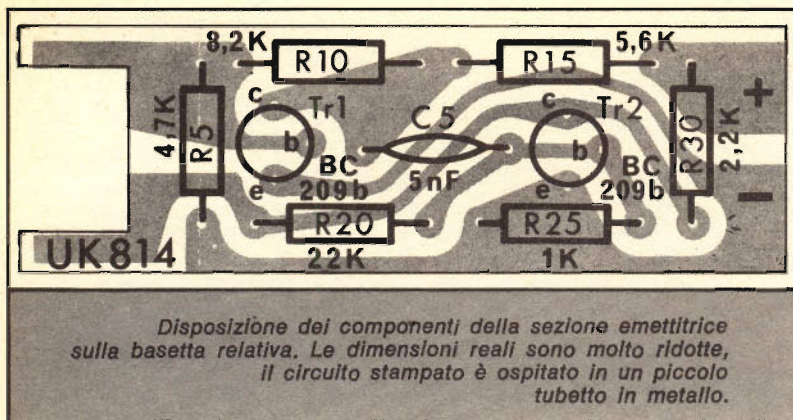 8,2K
R10
5,6K
R15
c
Tr1
C5
c
Tr2
+
4,7K
R5
b
b
R30
2,2K
BC
209b
5nF
BC
209b
e
e
-
R20
R25
UK814
22K
1K
Disposizione dei componenti della sezione emettitrice
sulla basetta relativa. Le dimensioni reali sono molto ridotte,
il circuito stampato è ospitato in un piccolo
tubetto in metallo.